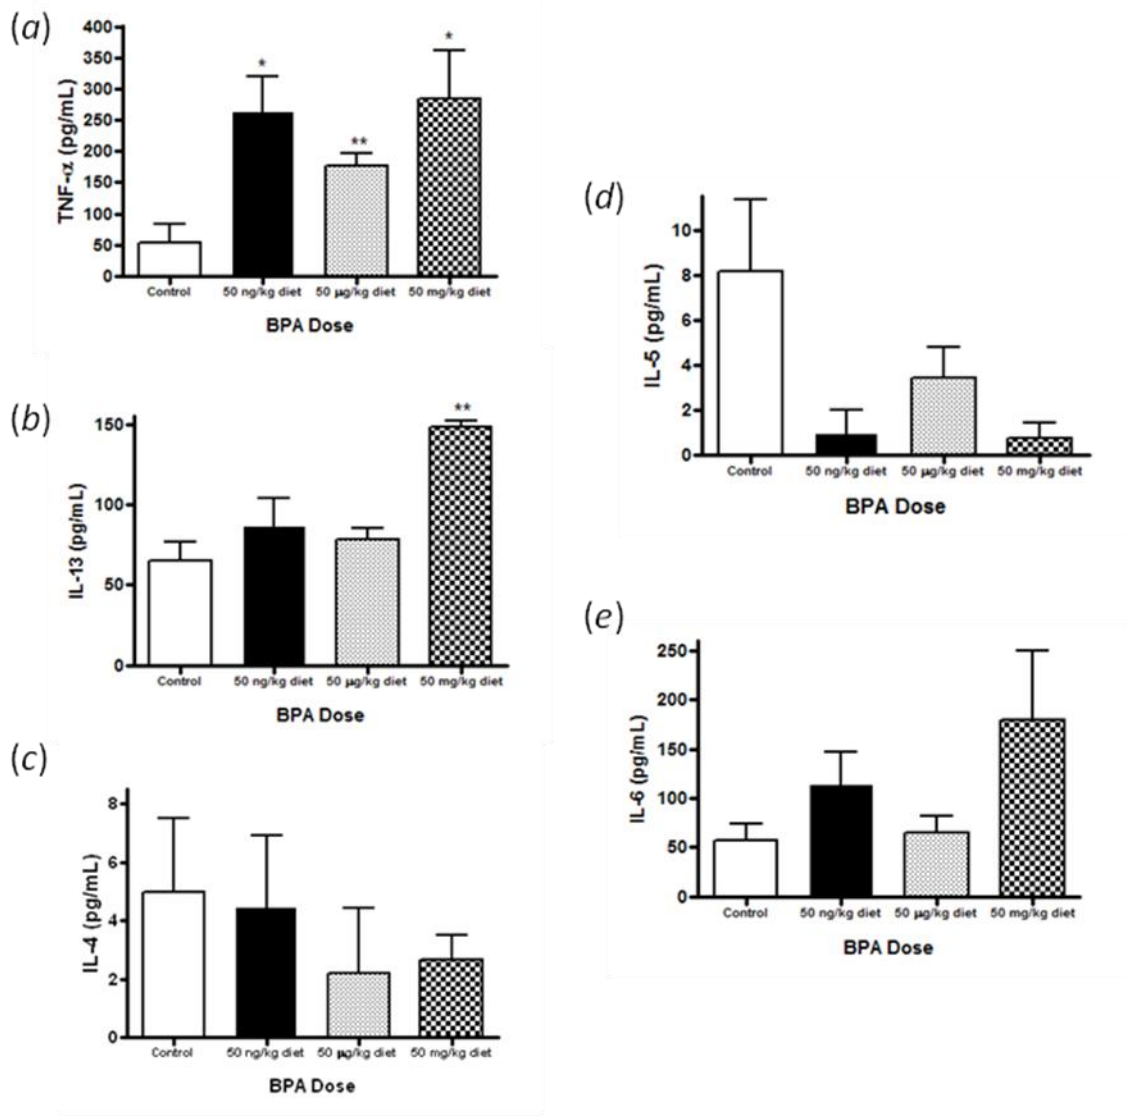 (a)
TNF-α (pg/mL)
400
350
300
250
200
150
100
50
0
*
**
*
Control 50 ng/kg diet 50 µg/kg diet 50 mg/kg diet
BPA Dose
(b)
IL-13 (pg/mL)
150
100
50
0
**
Control 50 ng/kg diet 50 µg/kg diet 50 mg/kg diet
BPA Dose
(c)
IL-4 (pg/mL)
8
6
4
2
0
Control 50 ng/kg diet 50 µg/kg diet 50 mg/kg diet
BPA Dose
(d)
IL-5 (pg/mL)
10
8
6
4
2
0
Control 50 ng/kg diet 50 µg/kg diet 50 mg/kg diet
BPA Dose
(e)
IL-6 (pg/mL)
250
200
150
100
50
0
Control 50 ng/kg diet 50 µg/kg diet 50 mg/kg diet
BPA Dose